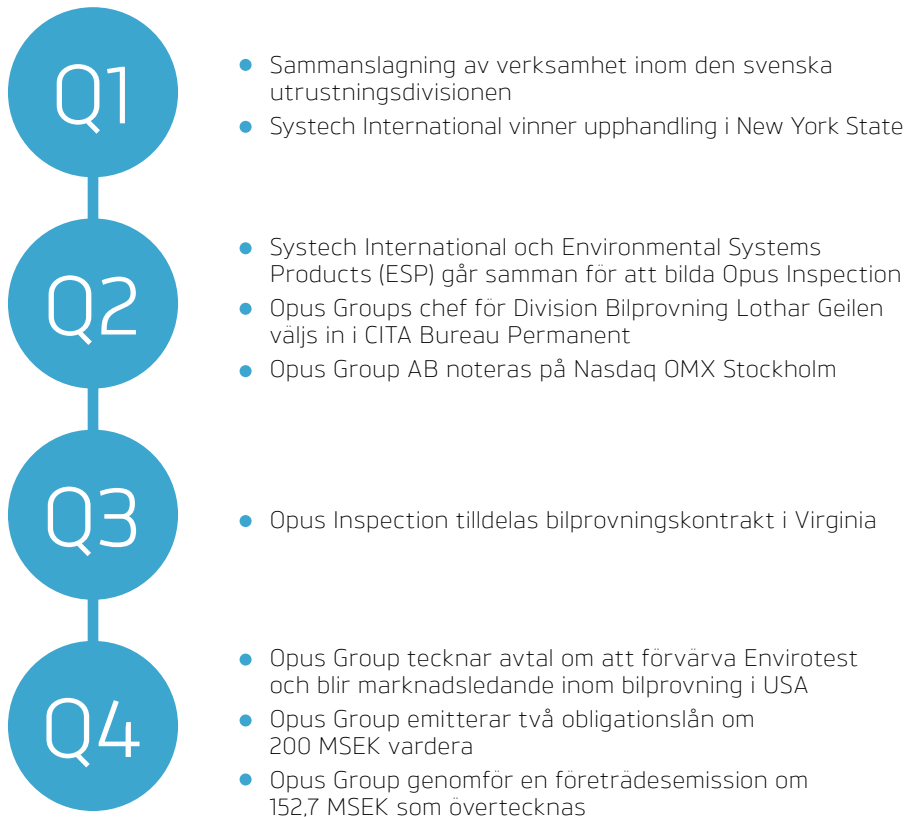 Q1
• Sammanslagning av verksamhet inom den svenska
utrustningsdivisionen
• Systech International vinner upphandling i New York State
Q2
• Systech International och Environmental Systems
Products (ESP) går samman för att bilda Opus Inspection
• Opus Groups chef för Division Bilprovning Lothar Geilen
väljs in i CITA Bureau Permanent
• Opus Group AB noteras på Nasdaq OMX Stockholm
Q3
• Opus Inspection tilldelas bilprovningskontrakt i Virginia
Q4
• Opus Group tecknar avtal om att förvärva Envirotest
och blir marknadsledande inom bilprovning i USA
• Opus Group emitterar två obligationslån om
200 MSEK vardera
• Opus Group genomför en företrädesemission om
152,7 MSEK som övertecknas